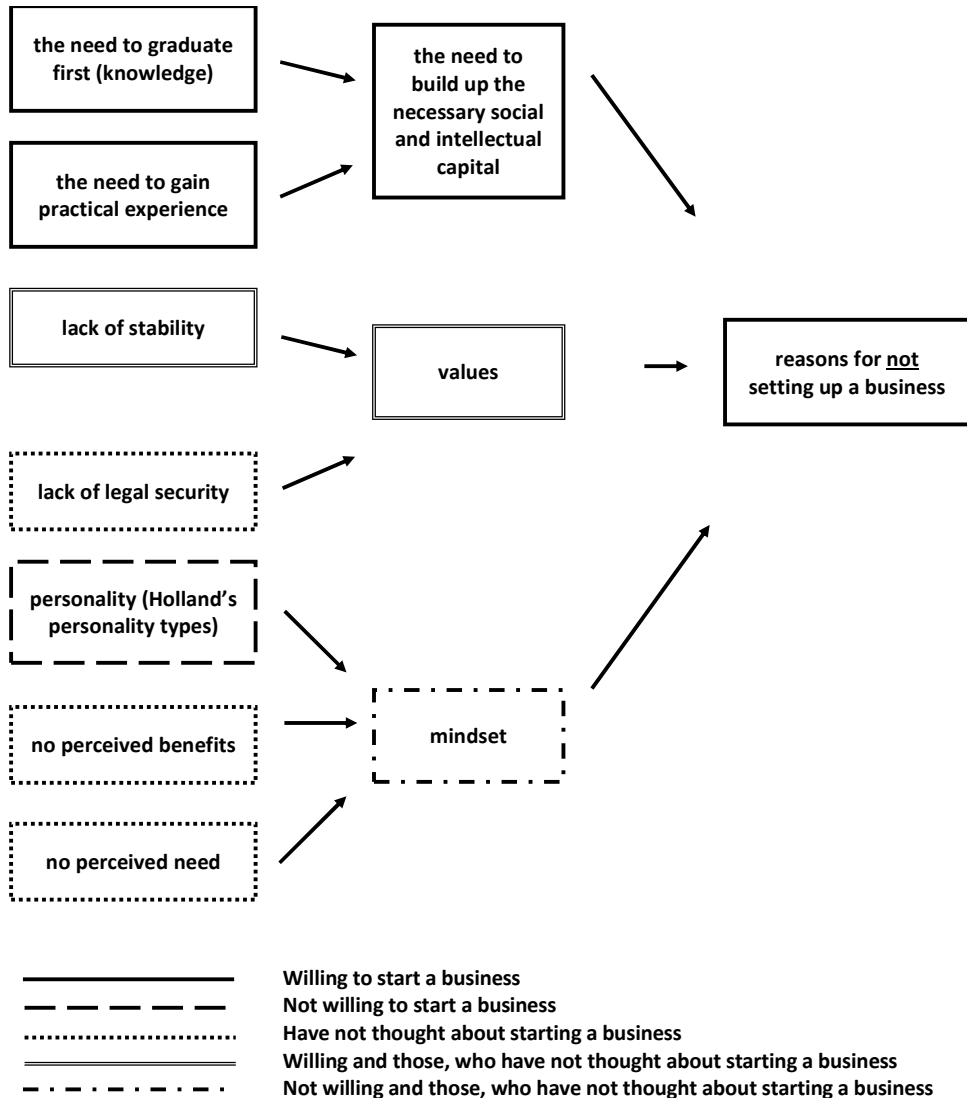 the need to graduate
first (knowledge)
the need to
build up the
necessary social
and intellectual
capital
the need to gain
practical experience
lack of stability
values
reasons for not
setting up a business
lack of legal security
personality (Holland’s
personality types)
no perceived benefits
mindset
no perceived need
Willing to start a business
Not willing to start a business
Have not thought about starting a business
Willing and those, who have not thought about starting a business
Not willing and those, who have not thought about starting a business